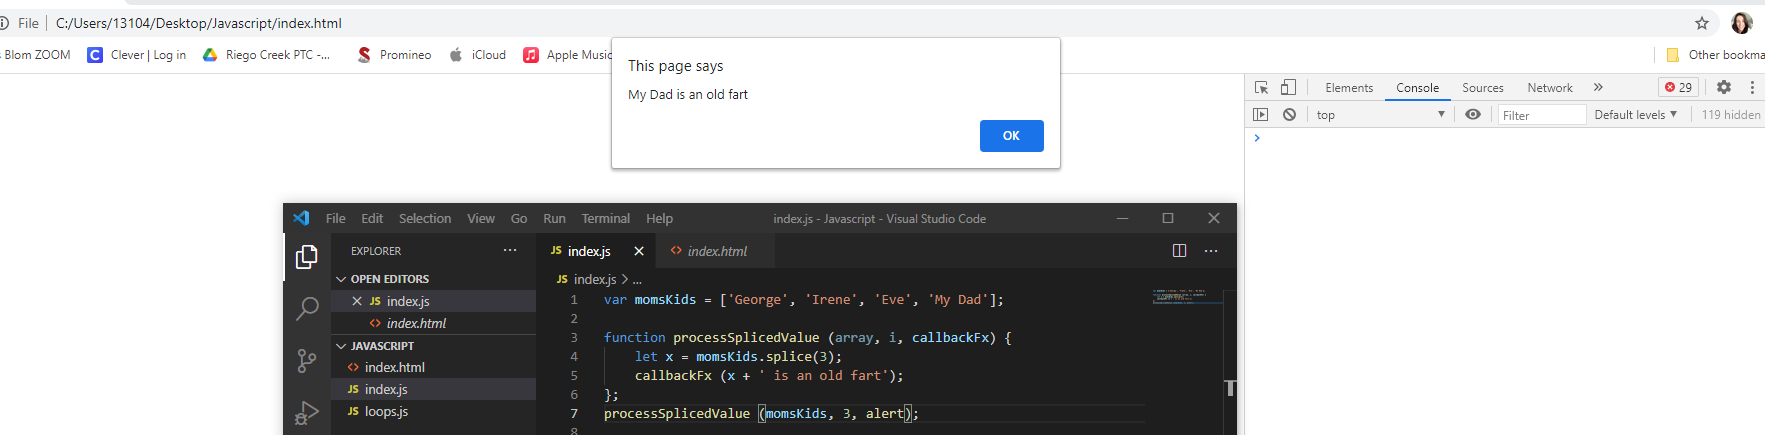 File C:/Users/13104/Desktop/Javascript/index.html
Blom ZOOM Clever | Log in Riego Creek PTC -... Promineo iCloud Apple Music Other bookma
This page says
My Dad is an old fart
OK
Elements Console Sources Network » 29
top Filter Default levels 119 hidden
File Edit Selection View Go Run Terminal Help index.js - Javascript - Visual Studio Code
EXPLORER ... JS index.js <> index.html ...
OPEN EDITORS JS index.js > ...
JS index.js
<> index.html
JAVASCRIPT
<> index.html
JS index.js
JS loops.js
1 var momsKids = ['George', 'Irene', 'Eve', 'My Dad'];
2
3 function processSplicedValue (array, i, callbackFx) {
4 let x = momsKids.splice(3);
5 callbackFx (x + ' is an old fart');
6 };
7 processSplicedValue (momsKids, 3, alert);
8